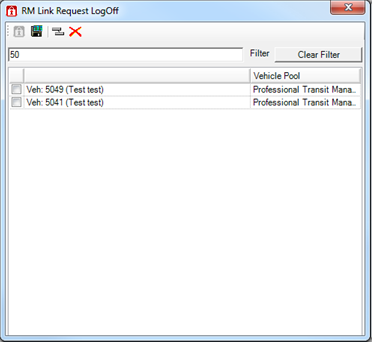 RM Link Request LogOff
50
Filter
Clear Filter
Vehicle Pool
Veh: 5049 (Test test) Professional Transit Mana..
Veh: 5041 (Test test) Professional Transit Mana..